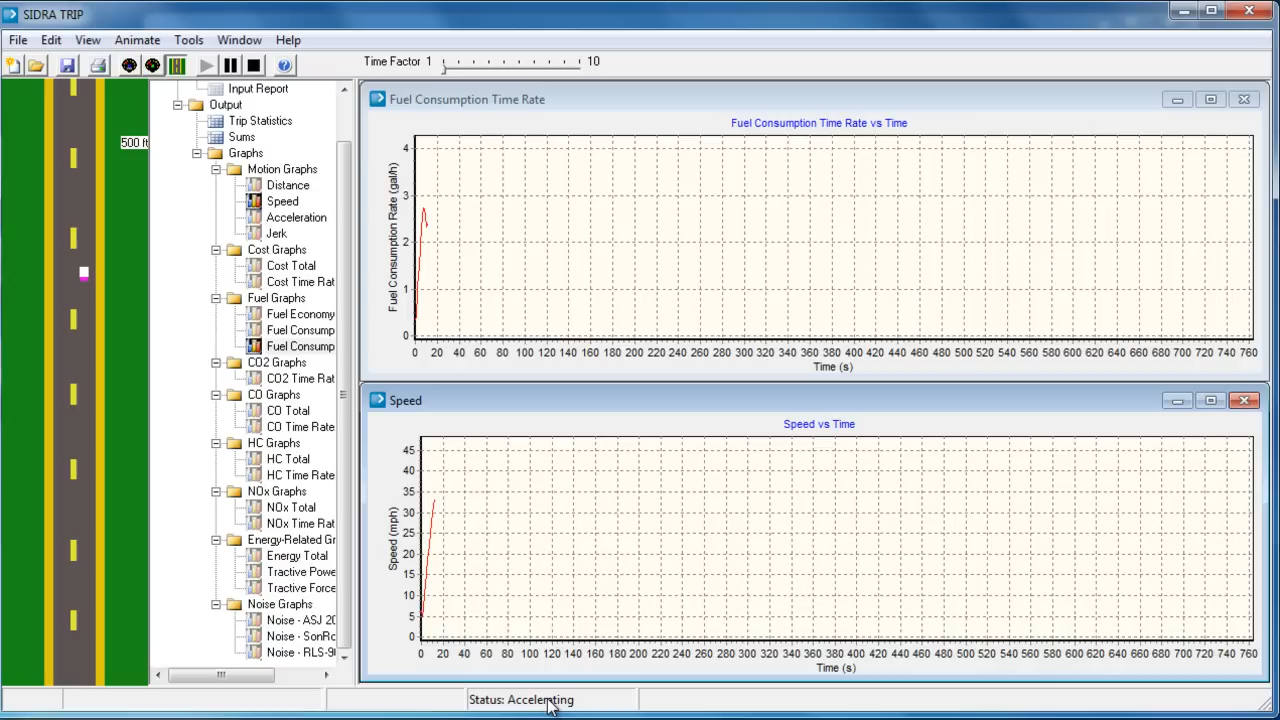 SIDRA TRIP
File Edit View Animate Tools Window Help
Time Factor 1 10
500 ft
Input Report
Output
Trip Statistics
Sums
Graphs
Motion Graphs
Distance
Speed
Acceleration
Jerk
Cost Graphs
Cost Total
Cost Time Rat
Fuel Graphs
Fuel Economy
Fuel Consump
Fuel Consump
CO2 Graphs
CO2 Time Rat
CO Graphs
CO Total
CO Time Rate
HC Graphs
HC Total
HC Time Rate
NOx Graphs
NOx Total
NOx Time Rat
Energy-Related Gr
Energy Total
Tractive Powe
Tractive Force
Noise Graphs
Noise - ASJ 20
Noise - SonRo
Noise - RLS-90
Fuel Consumption Time Rate
Fuel Consumption Time Rate vs Time
Fuel Consumption Rate (gal/h)
4
3
2
1
0
0 20 40 60 80 100 120 140 160 180 200 220 240 260 280 300 320 340 360 380 400 420 440 460 480 500 520 540 560 580 600 620 640 660 680 700 720 740 760
Time (s)
Speed
Speed vs Time
Speed (mph)
45
40
35
30
25
20
15
10
5
0
0 20 40 60 80 100 120 140 160 180 200 220 240 260 280 300 320 340 360 380 400 420 440 460 480 500 520 540 560 580 600 620 640 660 680 700 720 740 760
Time (s)
Status: Accelerating